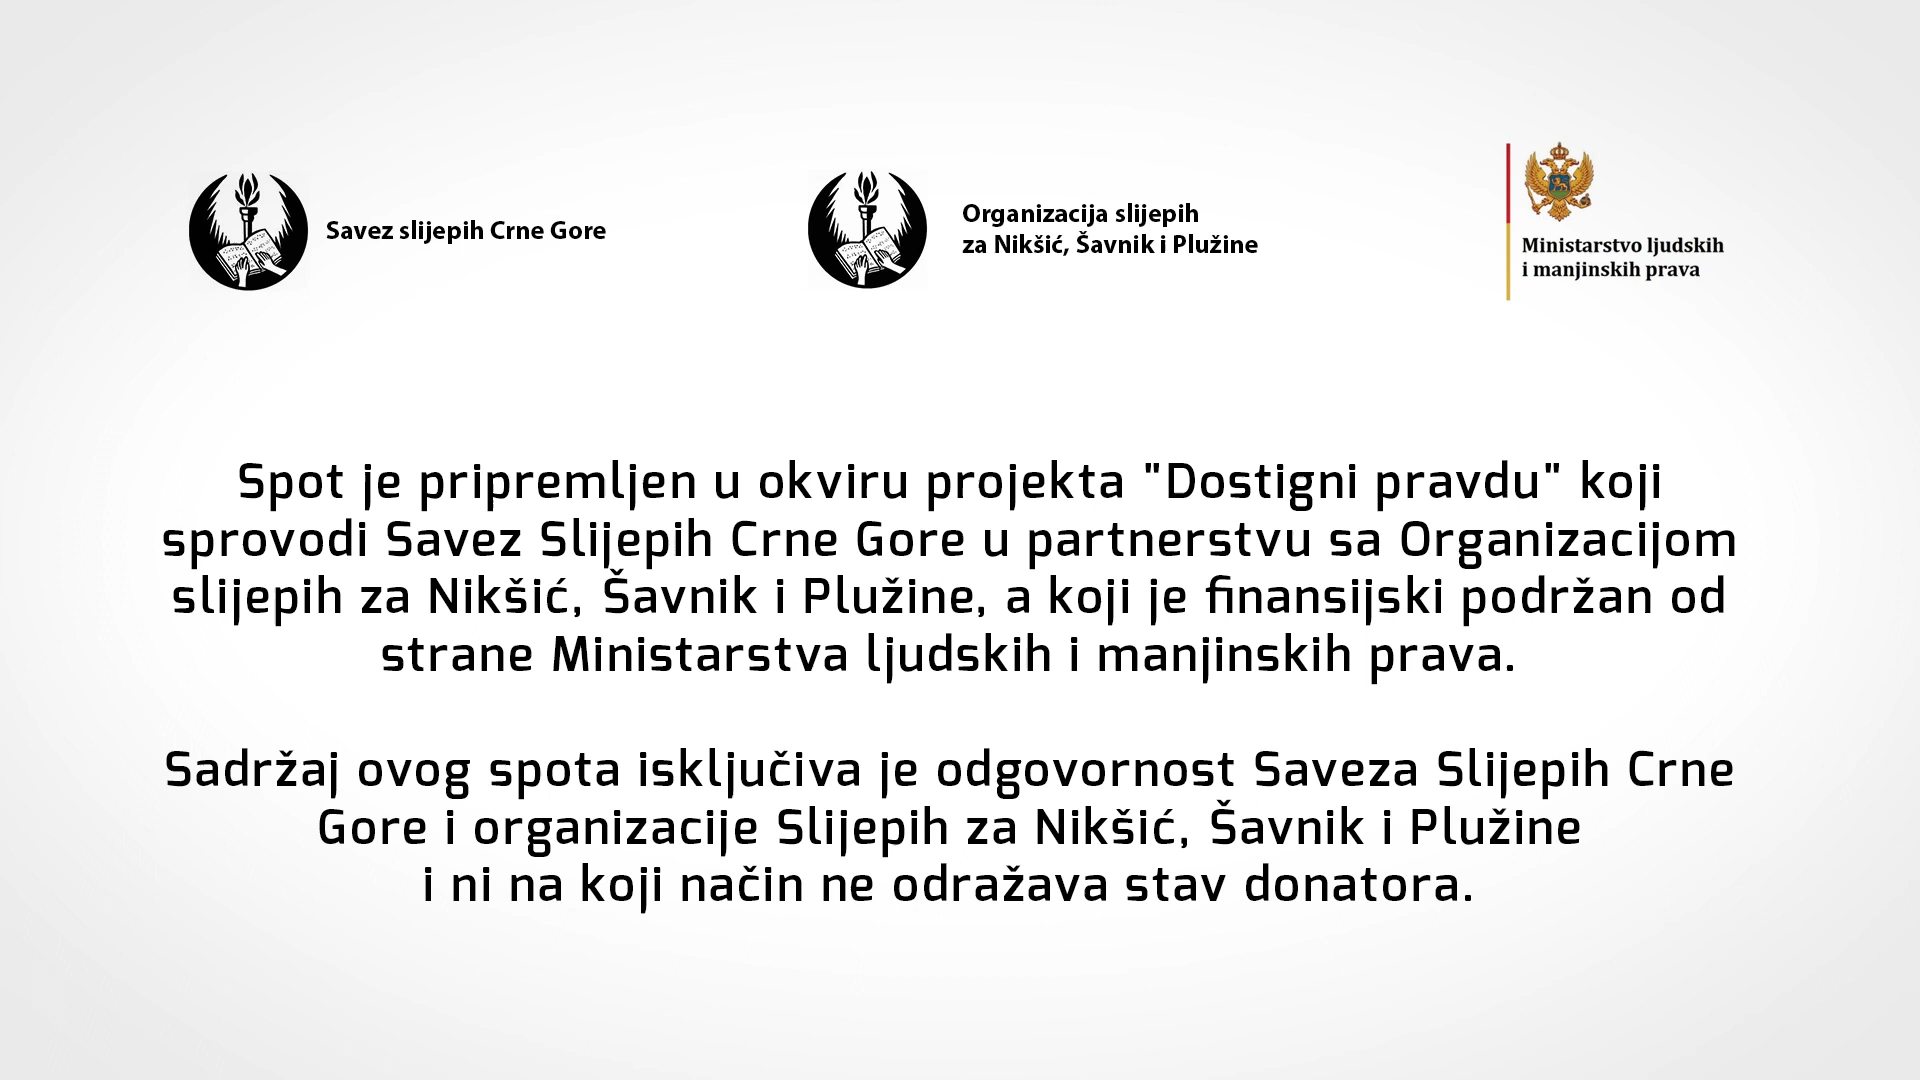 Savez slijepih Crne Gore
Organizacija slijepih
za Nikšić, Šavnik i Plužine
Ministarstvo ljudskih
i manjinskih prava
Spot je pripremljen u okviru projekta "Dostigni pravdu" koji
sprovodi Savez Slijepih Crne Gore u partnerstvu sa Organizacijom
slijepih za Nikšić, Šavnik i Plužine, a koji je finansijski podržan od
strane Ministarstva ljudskih i manjinskih prava.
Sadržaj ovog spota isključiva je odgovornost Saveza Slijepih Crne
Gore i organizacije Slijepih za Nikšić, Šavnik i Plužine
i ni na koji način ne odražava stav donatora.